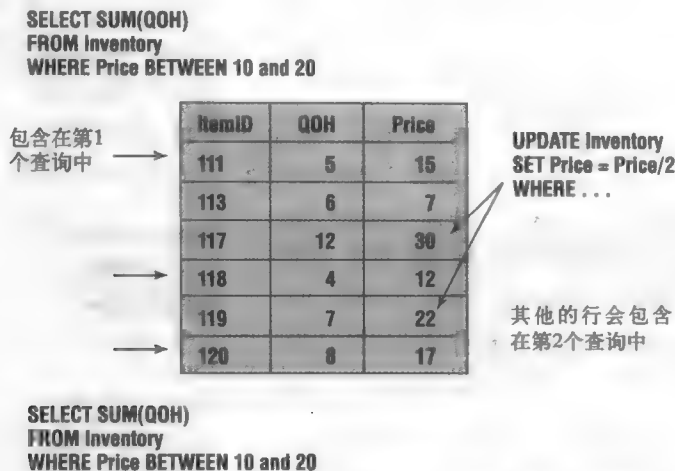 SELECT SUM(QOH)
FROM Inventory
WHERE Price BETWEEN 10 and 20
包含在第1
个查询中
ItemID QOH Price
111 5 15
113 6 7
117 12 30
118 4 12
119 7 22
120 8 17
UPDATE Inventory
SET Price = Price/2
WHERE . . .
其他的行会包含
在第2个查询中
SELECT SUM(QOH)
FROM Inventory
WHERE Price BETWEEN 10 and 20